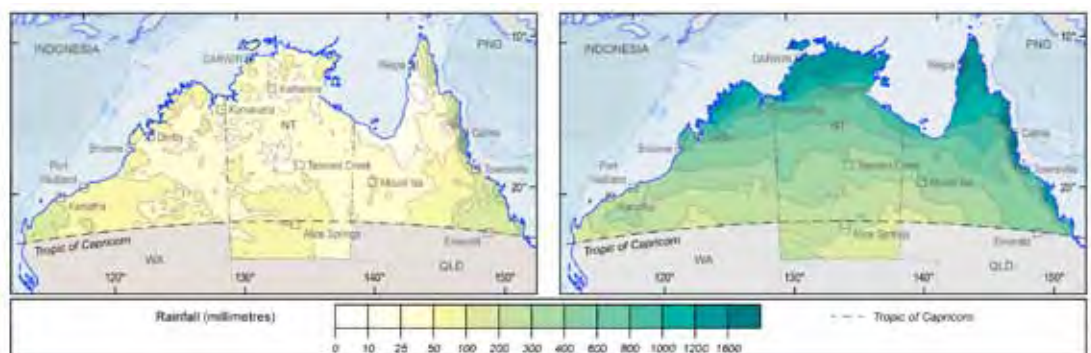 INDONESIA
PNG
10°
DARWIN
Weipa
Katherine
Kununurra
NT
Derby
Cairns
Broome
Port Hedland
Tennant Creek
Townsville
Mount Isa
20°
Karratha
Alice Springs
Emerald
Tropic of Capricorn
WA
QLD
120°
130°
140°
150°
INDONESIA
PNG
10°
DARWIN
Weipa
NT
Derby
Cairns
Broome
Port Hedland
Tennant Creek
Townsville
Mount Isa
20°
Karratha
Alice Springs
Emerald
Tropic of Capricorn
WA
QLD
120°
130°
140°
150°
Rainfall (millimetres)
0 10 25 50 100 200 300 400 600 800 1000 1200 1600
Tropic of Capricorn